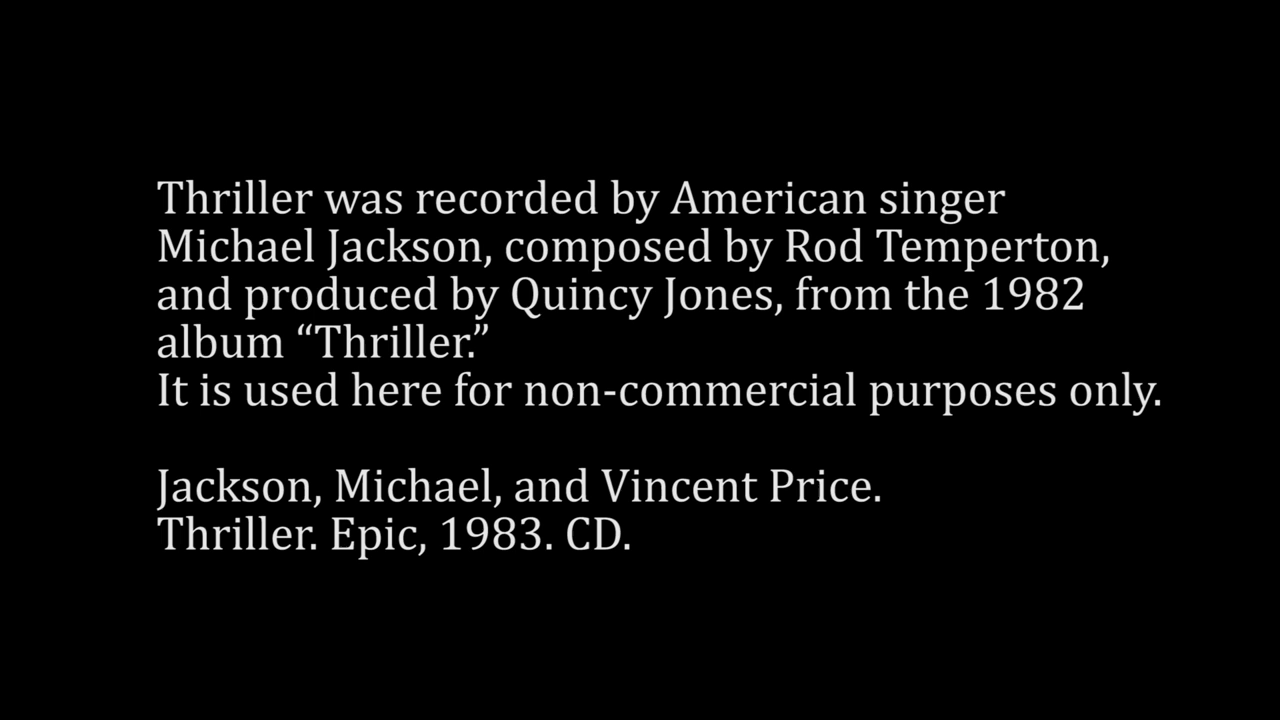 Thriller was recorded by American singer
Michael Jackson, composed by Rod Temperton,
and produced by Quincy Jones, from the 1982
album “Thriller.”
It is used here for non-commercial purposes only.
Jackson, Michael, and Vincent Price.
Thriller. Epic, 1983. CD.